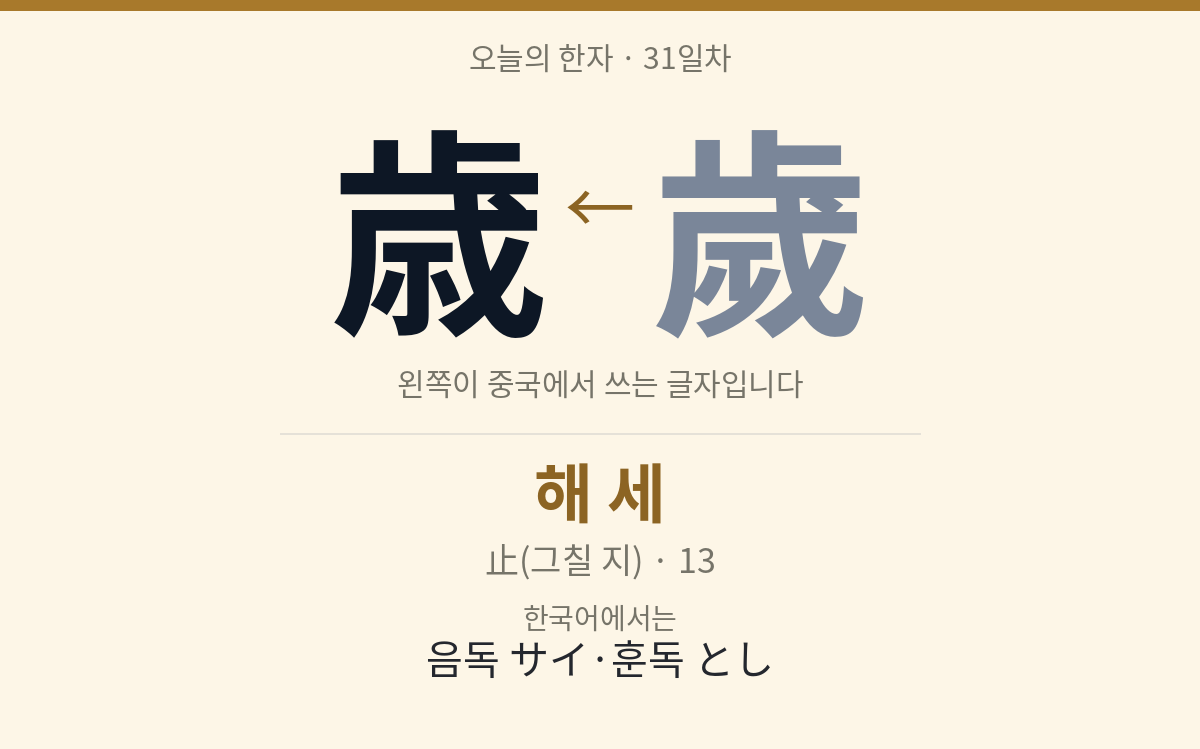 오늘의 한자 · 31일차
歳 ← 歲
왼쪽이 중국에서 쓰는 글자입니다
해 세
止(그칠 지) · 13
한국어에서는
음독 サイ·훈독 とし